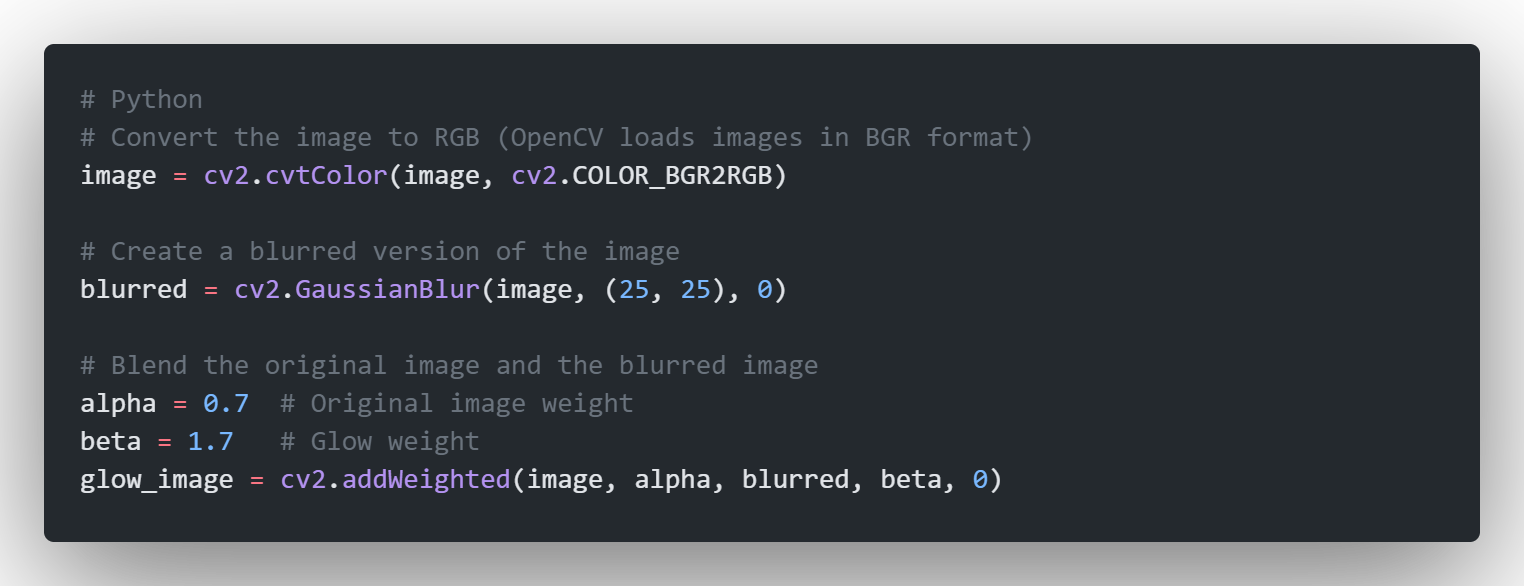 # Python
# Convert the image to RGB (OpenCV loads images in BGR format)
image = cv2.cvtColor(image, cv2.COLOR_BGR2RGB)
# Create a blurred version of the image
blurred = cv2.GaussianBlur(image, (25, 25), 0)
# Blend the original image and the blurred image
alpha = 0.7  # Original image weight
beta = 1.7   # Glow weight
glow_image = cv2.addWeighted(image, alpha, blurred, beta, 0)